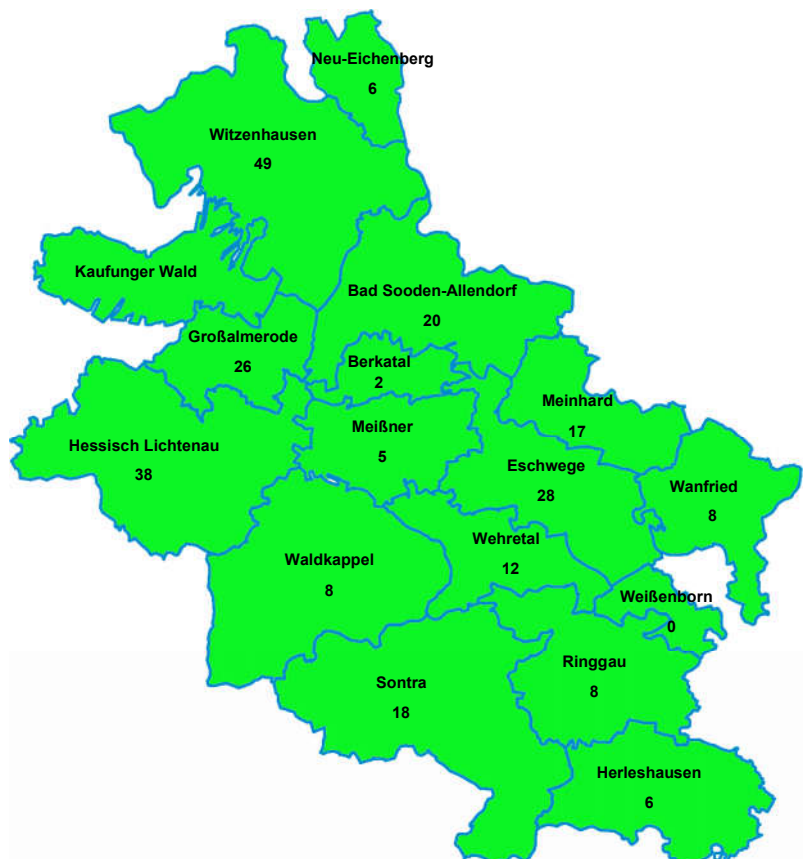 Neu-Eichenberg
6
Witzenhausen
49
Kaufunger Wald
Bad Sooden-Allendorf
20
Großalmerode
26
Berkatal
2
Meinhard
17
Meißner
5
Hessisch Lichtenau
38
Eschwege
28
Wanfried
8
Wehretal
12
Waldkappel
8
Weißenborn
0
Ringgau
8
Sontra
18
Herleshausen
6